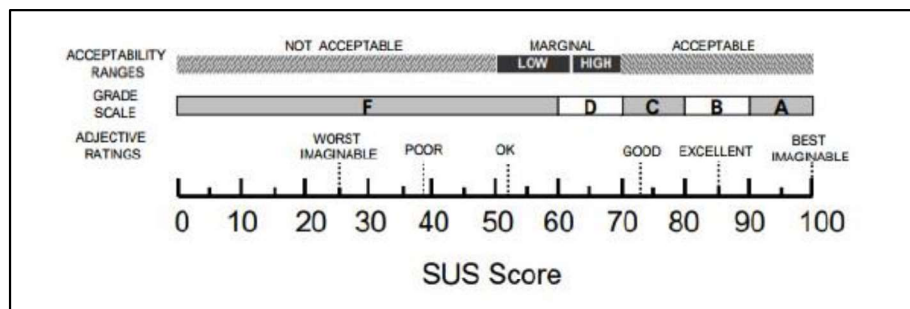 NOT ACCEPTABLE MARGINAL ACCEPTABLE
ACCEPTABILITY RANGES LOW HIGH
GRADE SCALE F D C B A
ADJECTIVE RATINGS WORST IMAGINABLE POOR OK GOOD EXCELLENT BEST IMAGINABLE
0 10 20 30 40 50 60 70 80 90 100
SUS Score